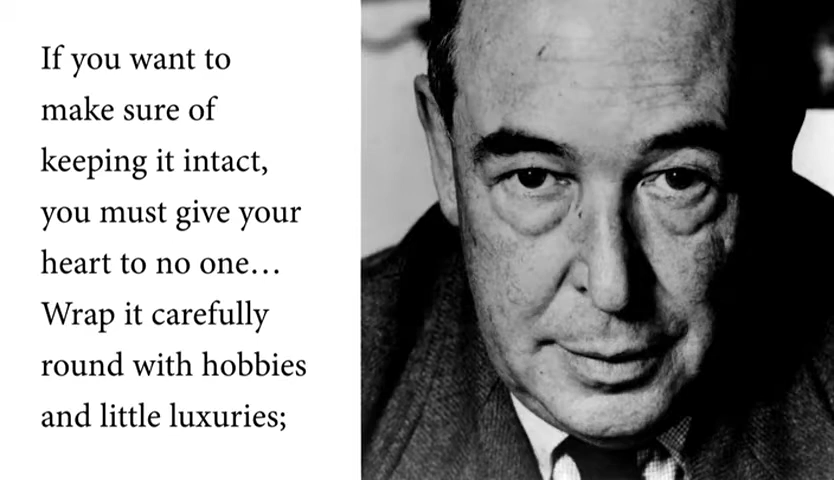 If you want to
make sure of
keeping it intact,
you must give your
heart to no one…
Wrap it carefully
round with hobbies
and little luxuries;